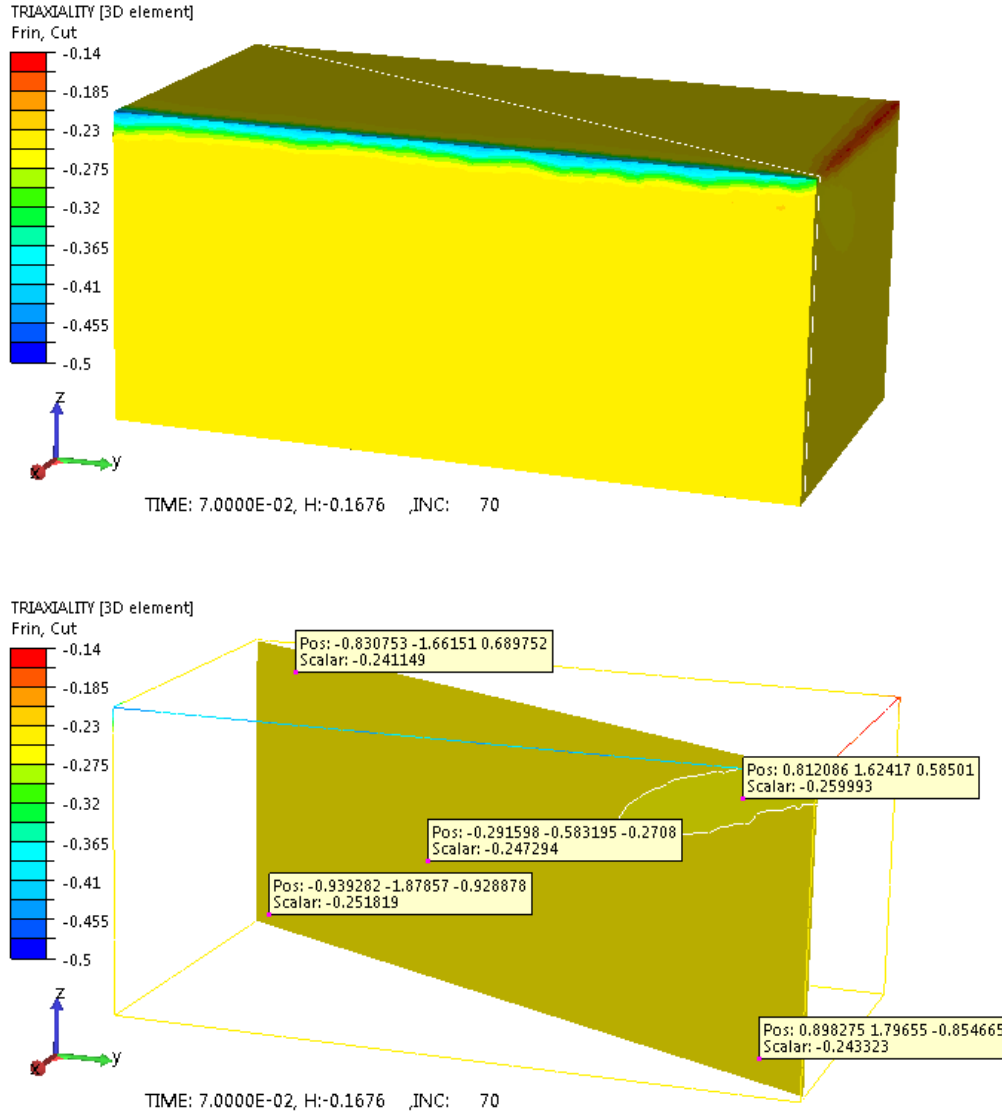 TRIAXIALITY [3D element]
Frin, Cut
-0.14
-0.185
-0.23
-0.275
-0.32
-0.365
-0.41
-0.455
-0.5
z
x
y
TIME: 7.0000E-02, H:-0.1676 ,INC: 70
TRIAXIALITY [3D element]
Frin, Cut
-0.14
-0.185
-0.23
-0.275
-0.32
-0.365
-0.41
-0.455
-0.5
Pos: -0.830753 -1.66151 0.689752
Scalar: -0.241149
Pos: 0.812086 1.62417 0.58501
Scalar: -0.259993
Pos: -0.291598 -0.583195 -0.2708
Scalar: -0.247294
Pos: -0.939282 -1.87857 -0.928878
Scalar: -0.251819
Pos: 0.898275 1.79655 -0.854665
Scalar: -0.243323
z
x
y
TIME: 7.0000E-02, H:-0.1676 ,INC: 70